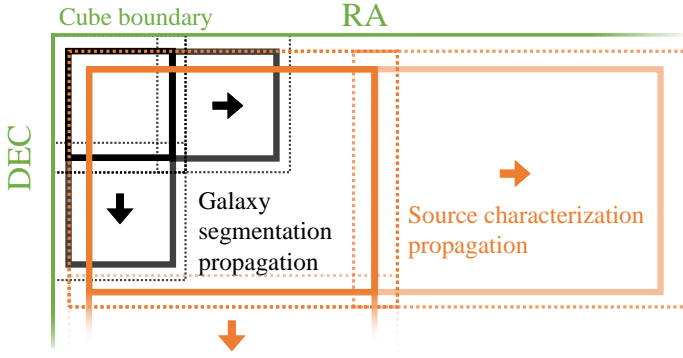 Cube boundary
RA
DEC
Galaxy
segmentation
propagation
Source characterization
propagation